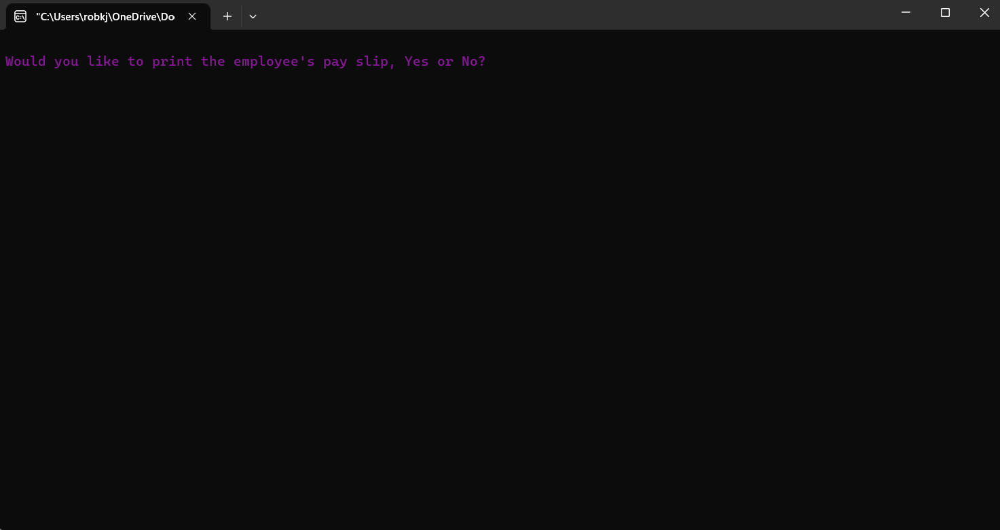 "C:\Users\robkj\OneDrive\Do
Would you like to print the employee's pay slip, Yes or No?